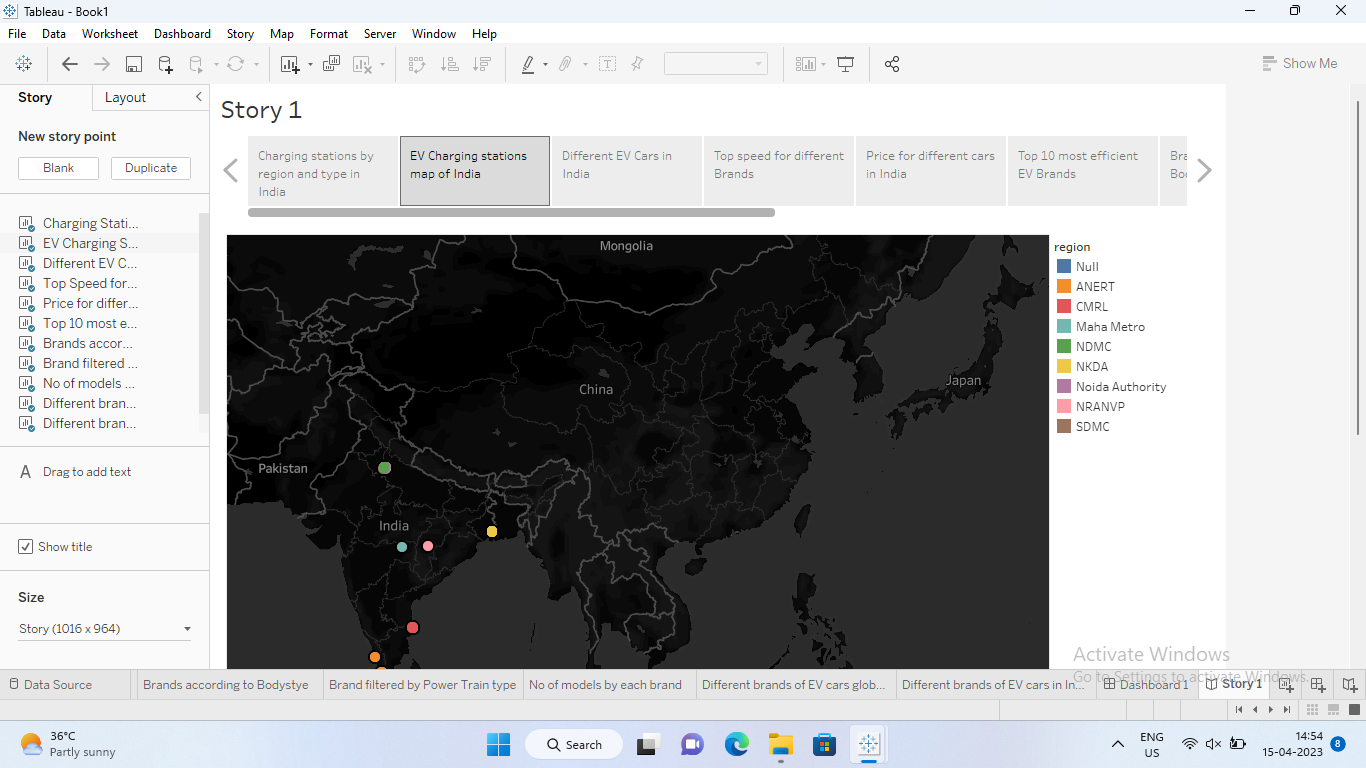 Tableau - Book1
File Data Worksheet Dashboard Story Map Format Server Window Help
Show Me
Story Layout
New story point
Blank Duplicate
Charging Stati...
EV Charging S...
Different EV C...
Top Speed for...
Price for differ...
Top 10 most e...
Brands accor...
Brand filtered ...
No of models ...
Different bran...
Different bran...
A Drag to add text
Show title
Size
Story (1016 x 964)
Story 1
Charging stations by
region and type in
India
EV Charging stations
map of India
Different EV Cars in
India
Top speed for different
Brands
Price for different cars
in India
Top 10 most efficient
EV Brands
Bra
Mongolia
China
Japan
Pakistan
India
region
Null
ANERT
CMRL
Maha Metro
NDMC
NKDA
Noida Authority
NRANVP
SDMC
Activate Windows
Go to Settings to activate Windows.
Data Source Brands according to Bodystye Brand filtered by Power Train type No of models by each brand Different brands of EV cars glob... Different brands of EV cars in In... Dashboard 1 Story 1
36°C
Partly sunny
Search
ENG
US
14:54
15-04-2023
8